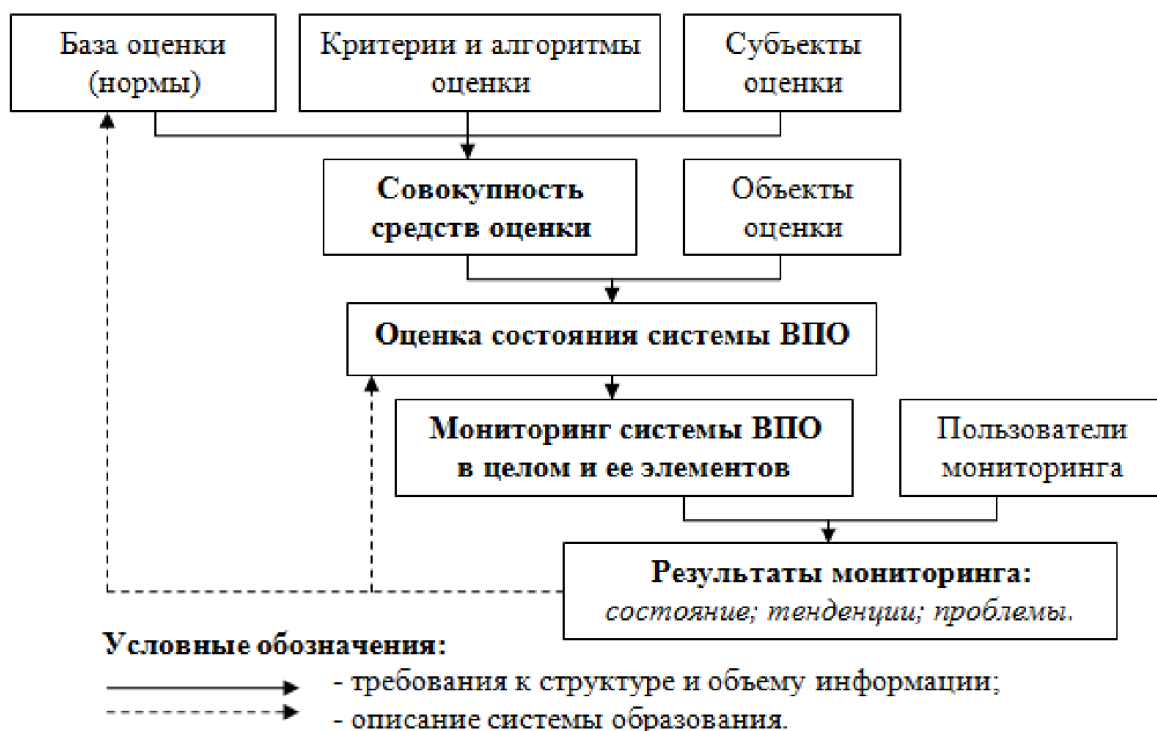 База оценки
(нормы)
Критерии и алгоритмы
оценки
Субъекты
оценки
Совокупность
средств оценки
Объекты
оценки
Оценка состояния системы ВПО
Мониторинг системы ВПО
в целом и ее элементов
Пользователи
мониторинга
Результаты мониторинга:
состояние; тенденции; проблемы.
Условные обозначения:
- требования к структуре и объему информации;
- описание системы образования.